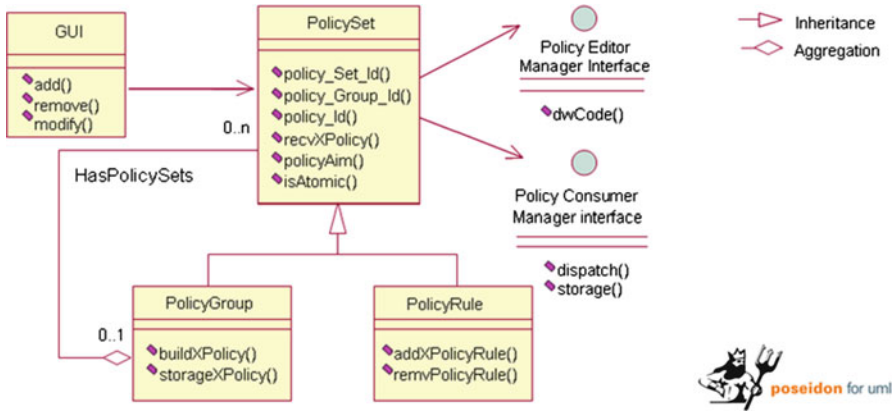 GUI
add()
remove()
modify()
PolicySet
policy_Set_Id()
policy_Group_Id()
policy_Id()
recvXPolicy()
policyAim()
isAtomic()
Policy Editor
Manager Interface
dwCode()
Policy Consumer
Manager interface
dispatch()
storage()
Inheritance
Aggregation
0..n
HasPolicySets
0..1
PolicyGroup
buildXPolicy()
storageXPolicy()
PolicyRule
addXPolicyRule()
remvPolicyRule()
poseidon for uml